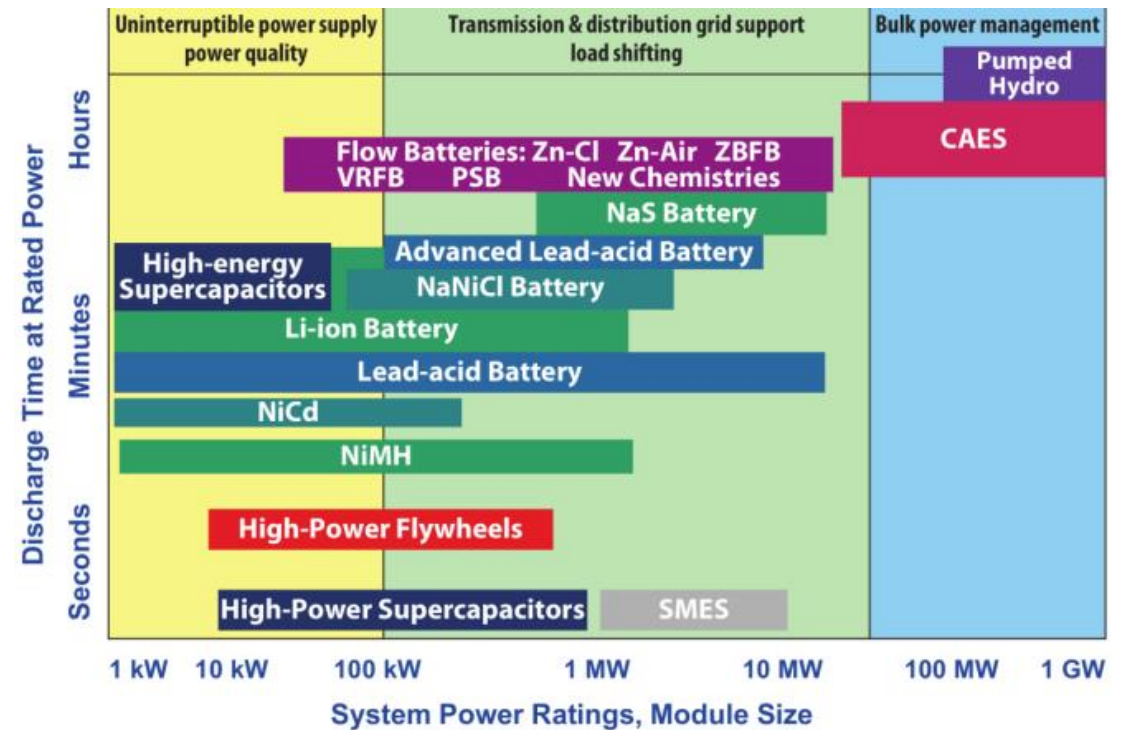 Uninterruptible power supply
power quality
Transmission & distribution grid support
load shifting
Bulk power management
Pumped
Hydro
CAES
Flow Batteries: Zn-Cl Zn-Air ZBFB
VRFB PSB New Chemistries
NaS Battery
Advanced Lead-acid Battery
High-energy
Supercapacitors
NaNiCl Battery
Li-ion Battery
Lead-acid Battery
NiCd
NiMH
High-Power Flywheels
High-Power Supercapacitors
SMES
Discharge Time at Rated Power
Hours
Minutes
Seconds
1 kW 10 kW 100 kW 1 MW 10 MW 100 MW 1 GW
System Power Ratings, Module Size